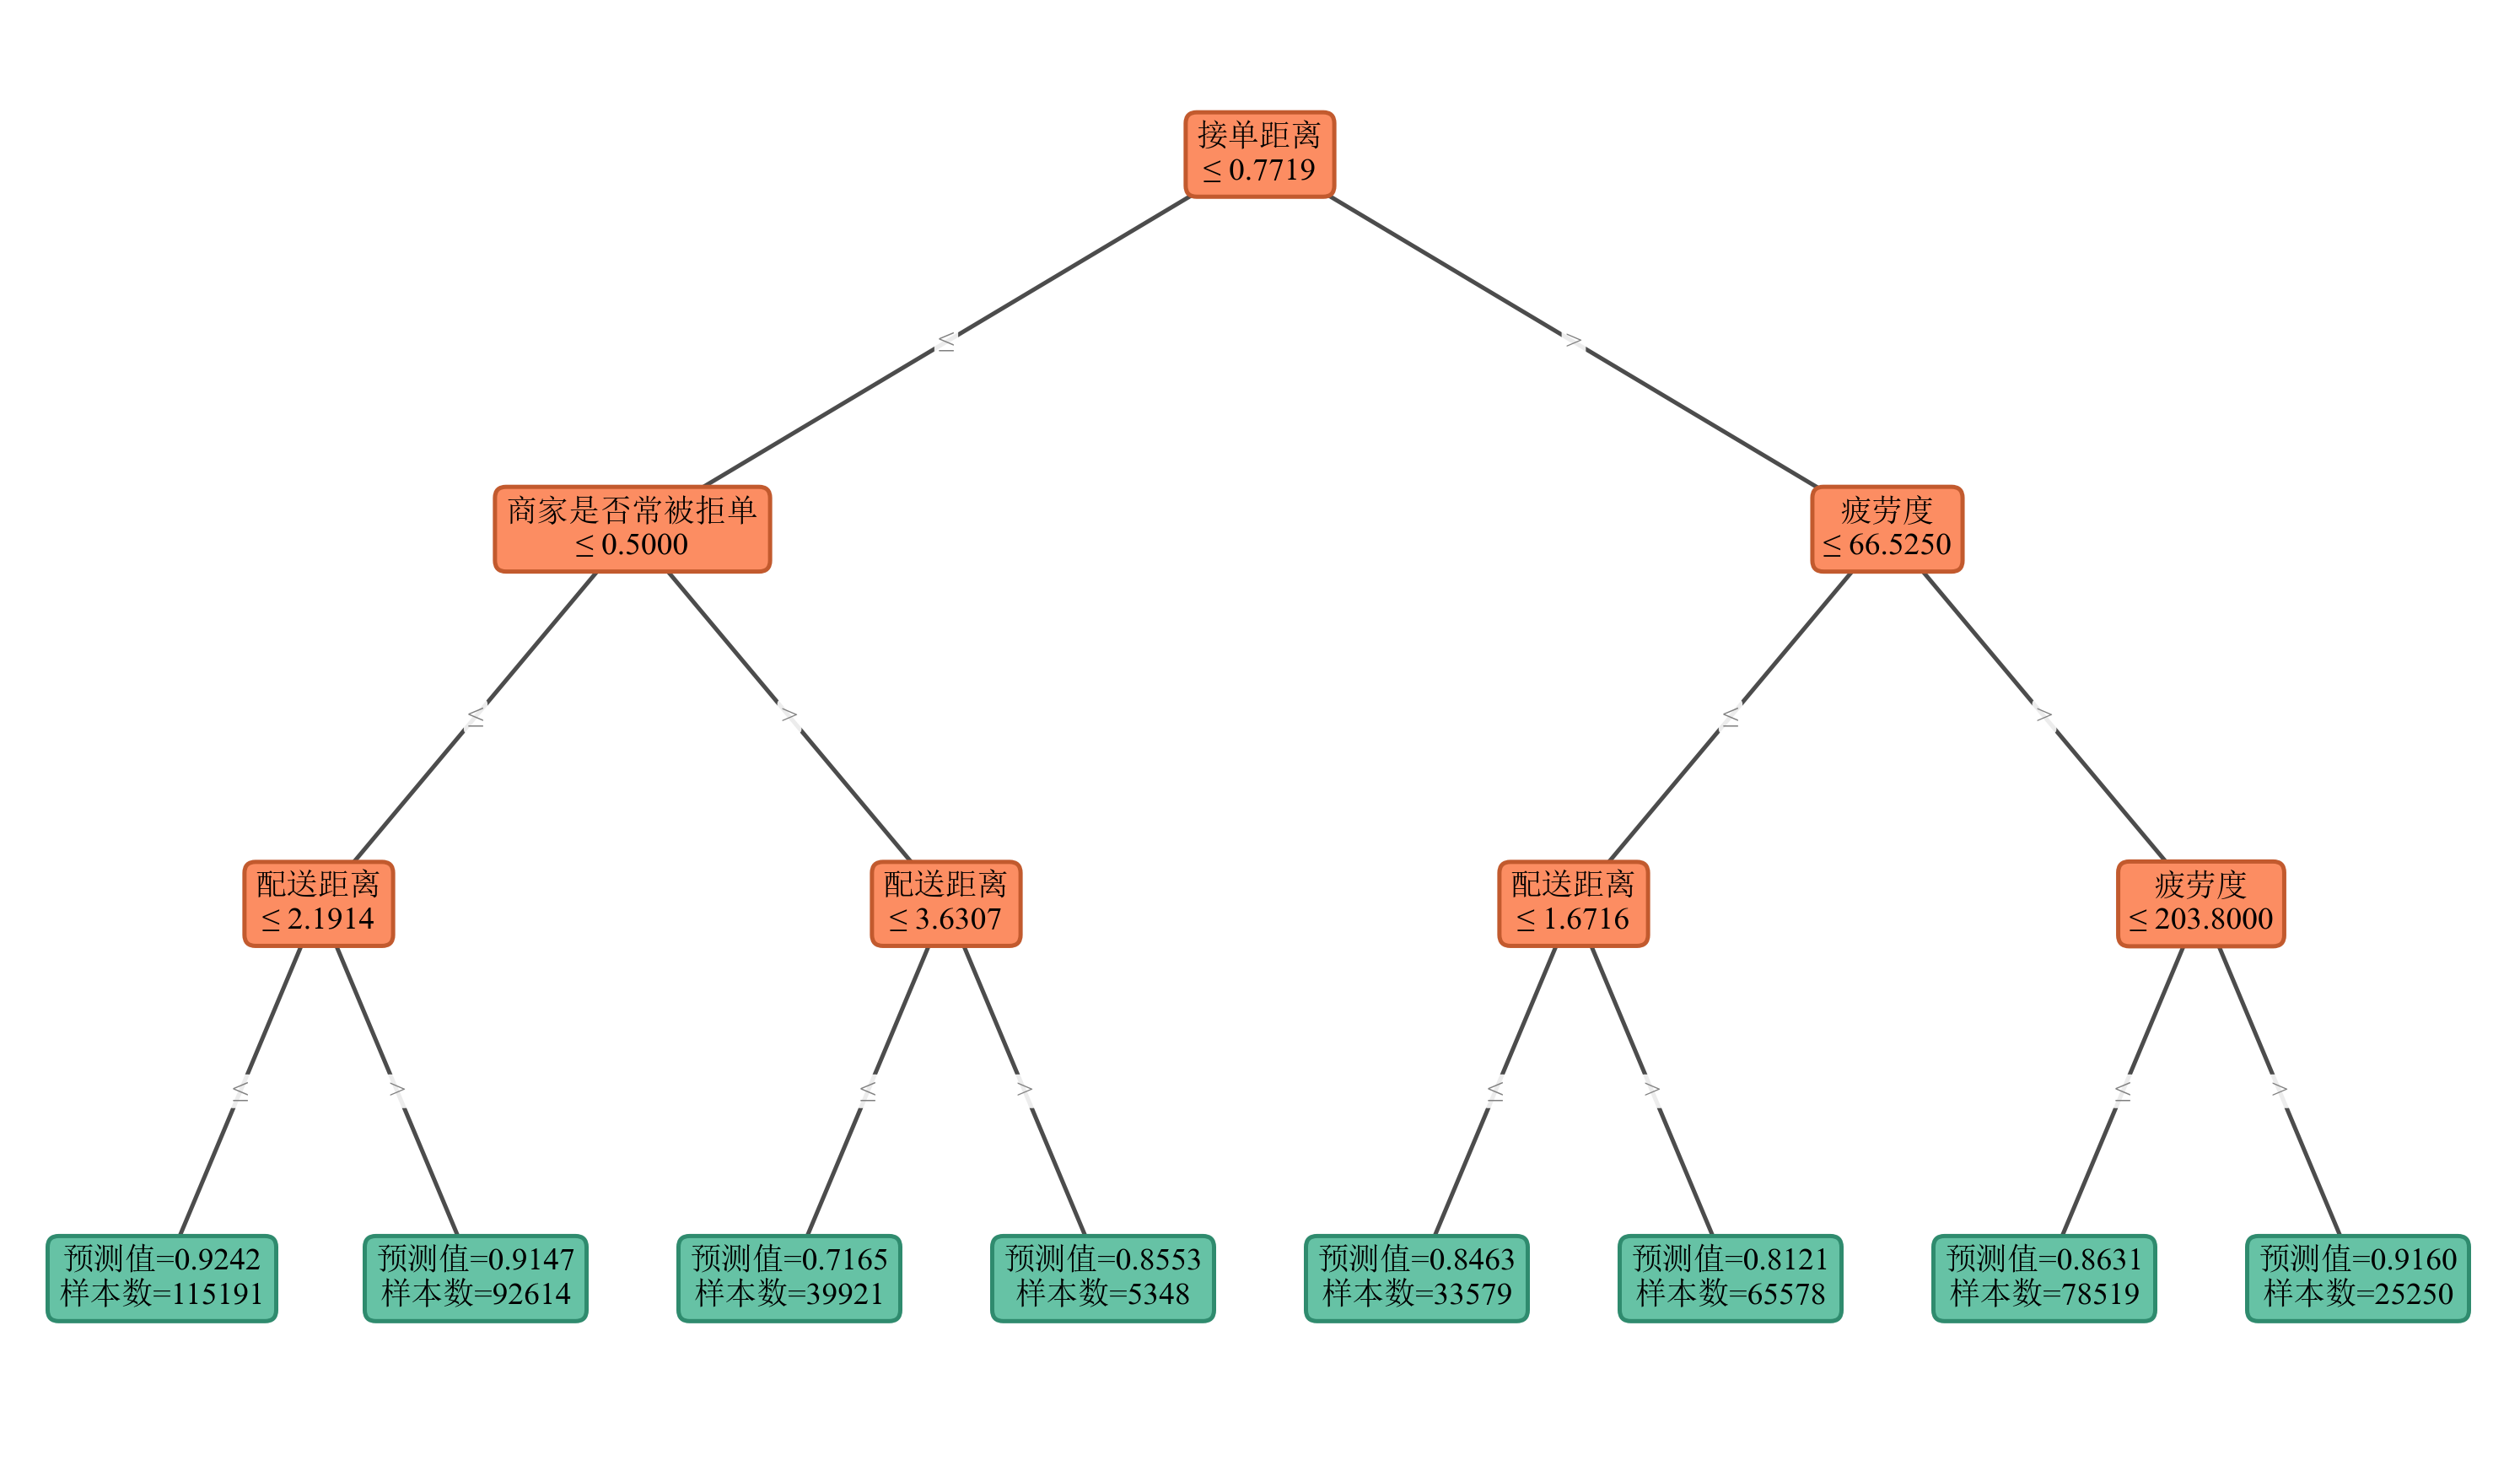 接单距离
≤ 0.7719
≤
>
商家是否常被拒单
≤ 0.5000
疲劳度
≤ 66.5250
≤
>
≤
>
配送距离
≤ 2.1914
配送距离
≤ 3.6307
配送距离
≤ 1.6716
疲劳度
≤ 203.8000
≤
>
≤
>
≤
>
≤
>
预测值=0.9242
样本数=115191
预测值=0.9147
样本数=92614
预测值=0.7165
样本数=39921
预测值=0.8553
样本数=5348
预测值=0.8463
样本数=33579
预测值=0.8121
样本数=65578
预测值=0.8631
样本数=78519
预测值=0.9160
样本数=25250